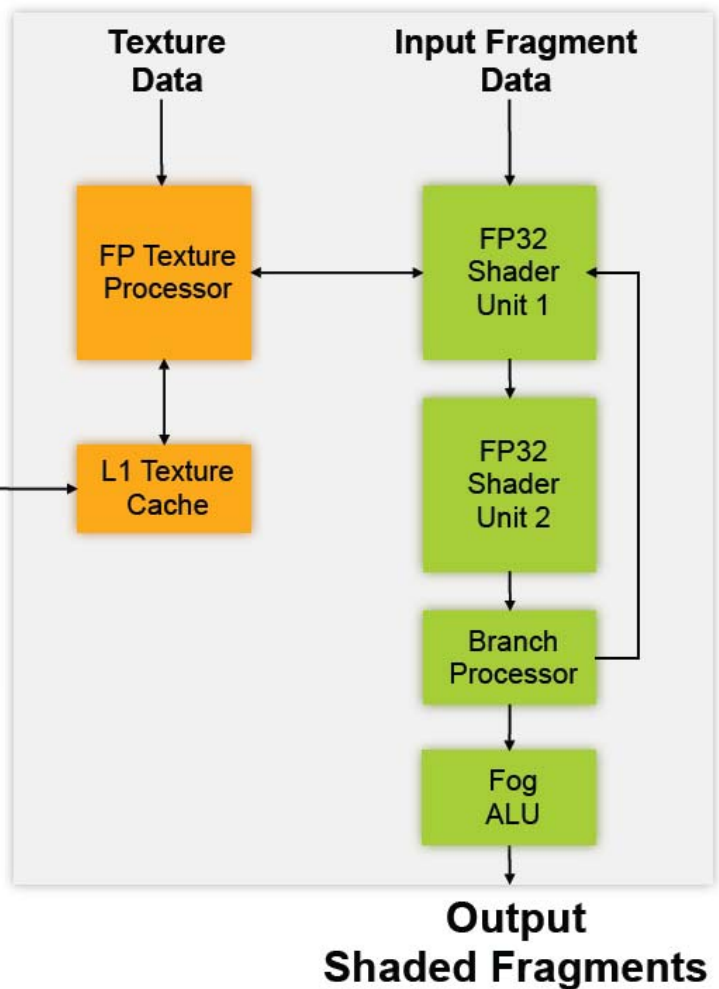 Texture
Data
Input Fragment
Data
FP Texture
Processor
FP32
Shader
Unit 1
L1 Texture
Cache
FP32
Shader
Unit 2
Branch
Processor
Fog
ALU
Output
Shaded Fragments